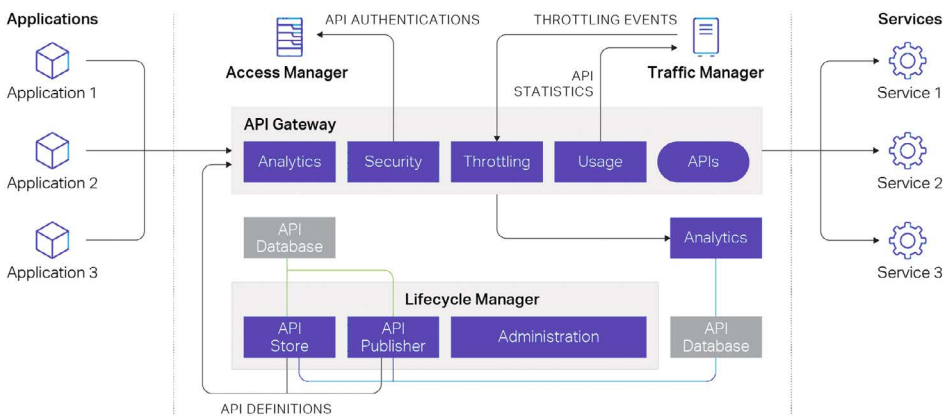 Applications
API AUTHENTICATIONS
THROTTLING EVENTS
Services
Access Manager
API
STATISTICS
Traffic Manager
Application 1
Service 1
API Gateway
Analytics
Security
Throttling
Usage
APIs
Application 2
Service 2
API
Database
Analytics
Application 3
Service 3
Lifecycle Manager
API
Store
API
Publisher
Administration
API
Database
API DEFINITIONS